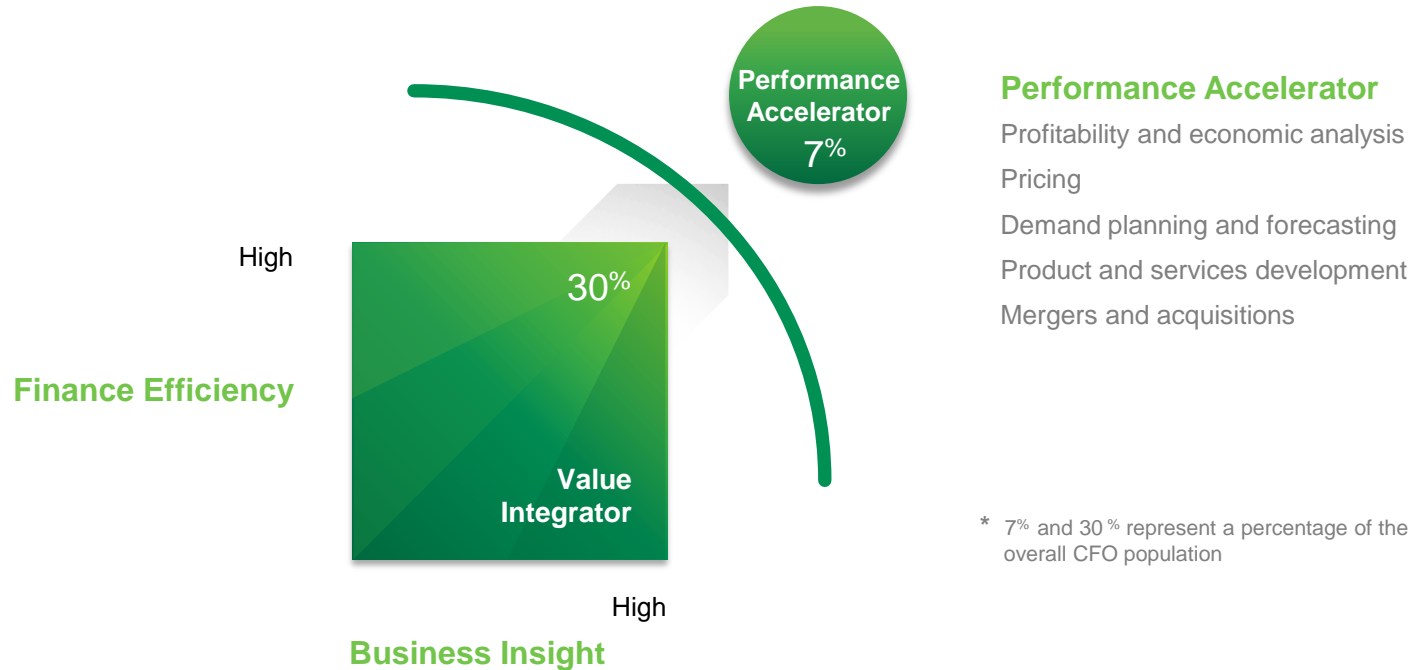 Performance
Accelerator
7%
Performance Accelerator
Profitability and economic analysis
Pricing
Demand planning and forecasting
Product and services development
Mergers and acquisitions
High
30%
Finance Efficiency
Value
Integrator
* 7% and 30 % represent a percentage of the
overall CFO population
High
Business Insight